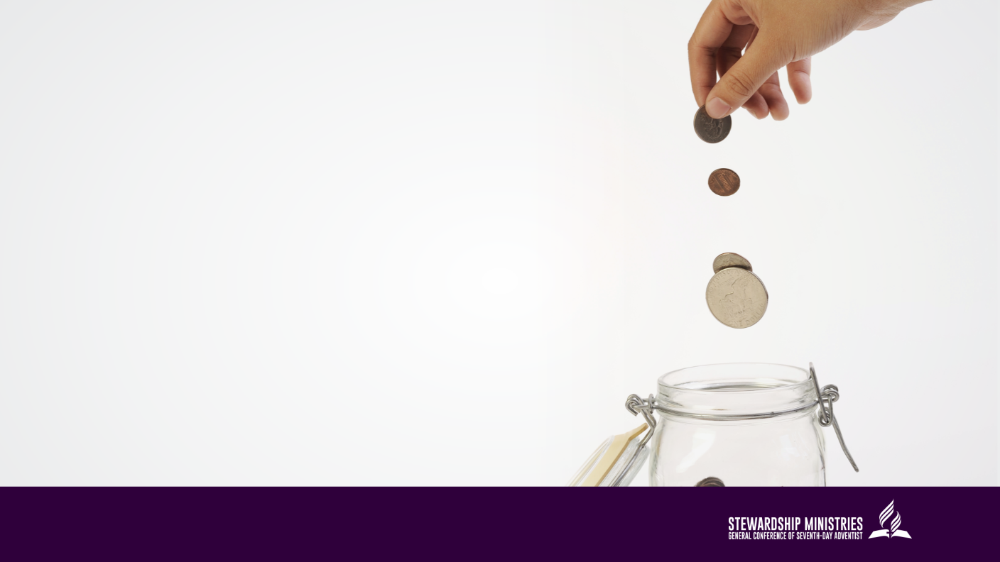 STEWARDSHIP MINISTRIES
GENERAL CONFERENCE OF SEVENTH-DAY ADVENTIST